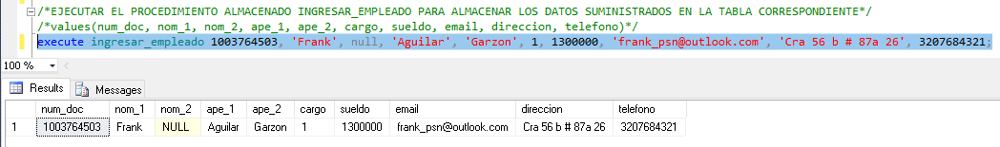 /*EJECUTAR EL PROCEDIMIENTO ALMACENADO INGRESAR_EMPLEADO PARA ALMACENAR LOS DATOS SUMINISTRADOS EN LA TABLA CORRESPONDIENTE*/
/*values(num_doc, nom_1, nom_2, ape_1, ape_2, cargo, sueldo, email, direccion, telefono)*/
execute ingresar_empleado 1003764503, 'Frank', null, 'Aguilar', 'Garzon', 1, 1300000, 'frank_psn@outlook.com', 'Cra 56 b # 87a 26', 3207684321;
100 %
Results Messages
num_doc nom_1 nom_2 ape_1 ape_2 cargo sueldo email direccion telefono
1 1003764503 Frank NULL Aguilar Garzon 1 1300000 frank_psn@outlook.com Cra 56 b # 87a 26 3207684321